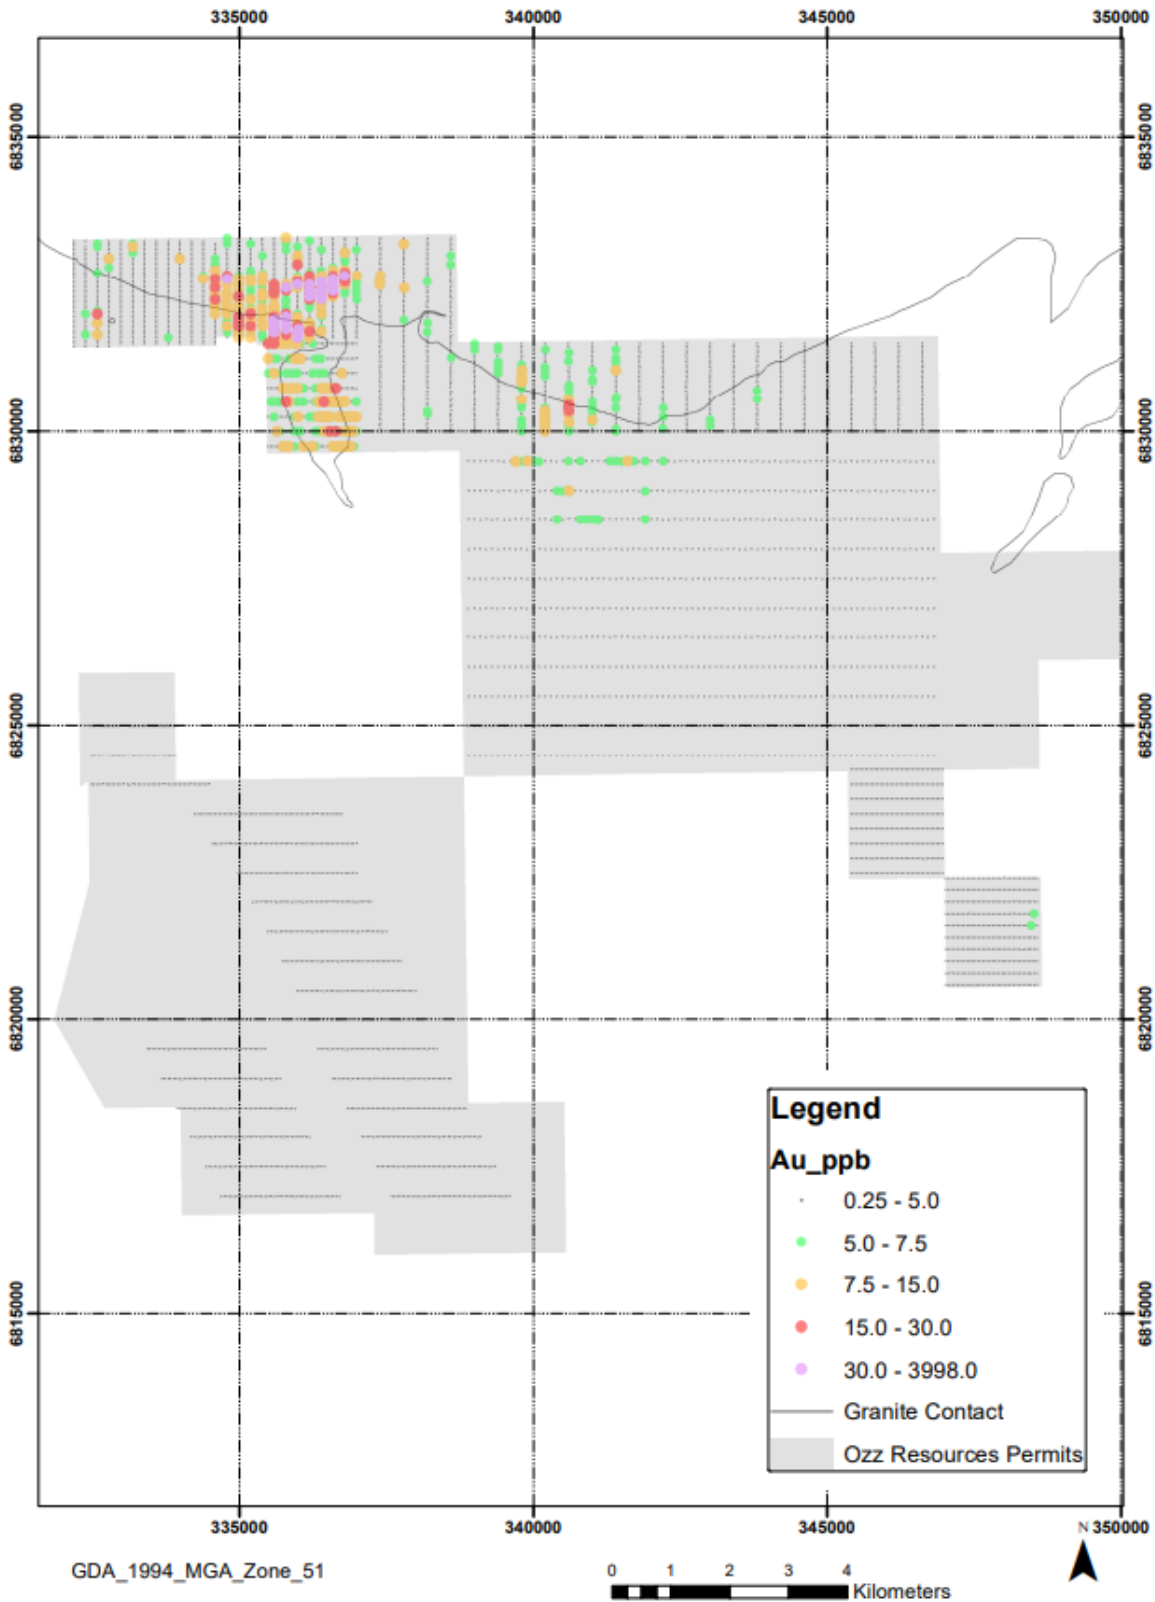 335000 340000 345000 350000
6835000 6835000
6830000 6830000
6825000 6825000
6820000 6820000
6815000 6815000
Legend
Au_ppb
0.25 - 5.0
5.0 - 7.5
7.5 - 15.0
15.0 - 30.0
30.0 - 3998.0
Granite Contact
Ozz Resources Permits
335000 340000 345000 350000
N
GDA_1994_MGA_Zone_51
0 1 2 3 4
Kilometers